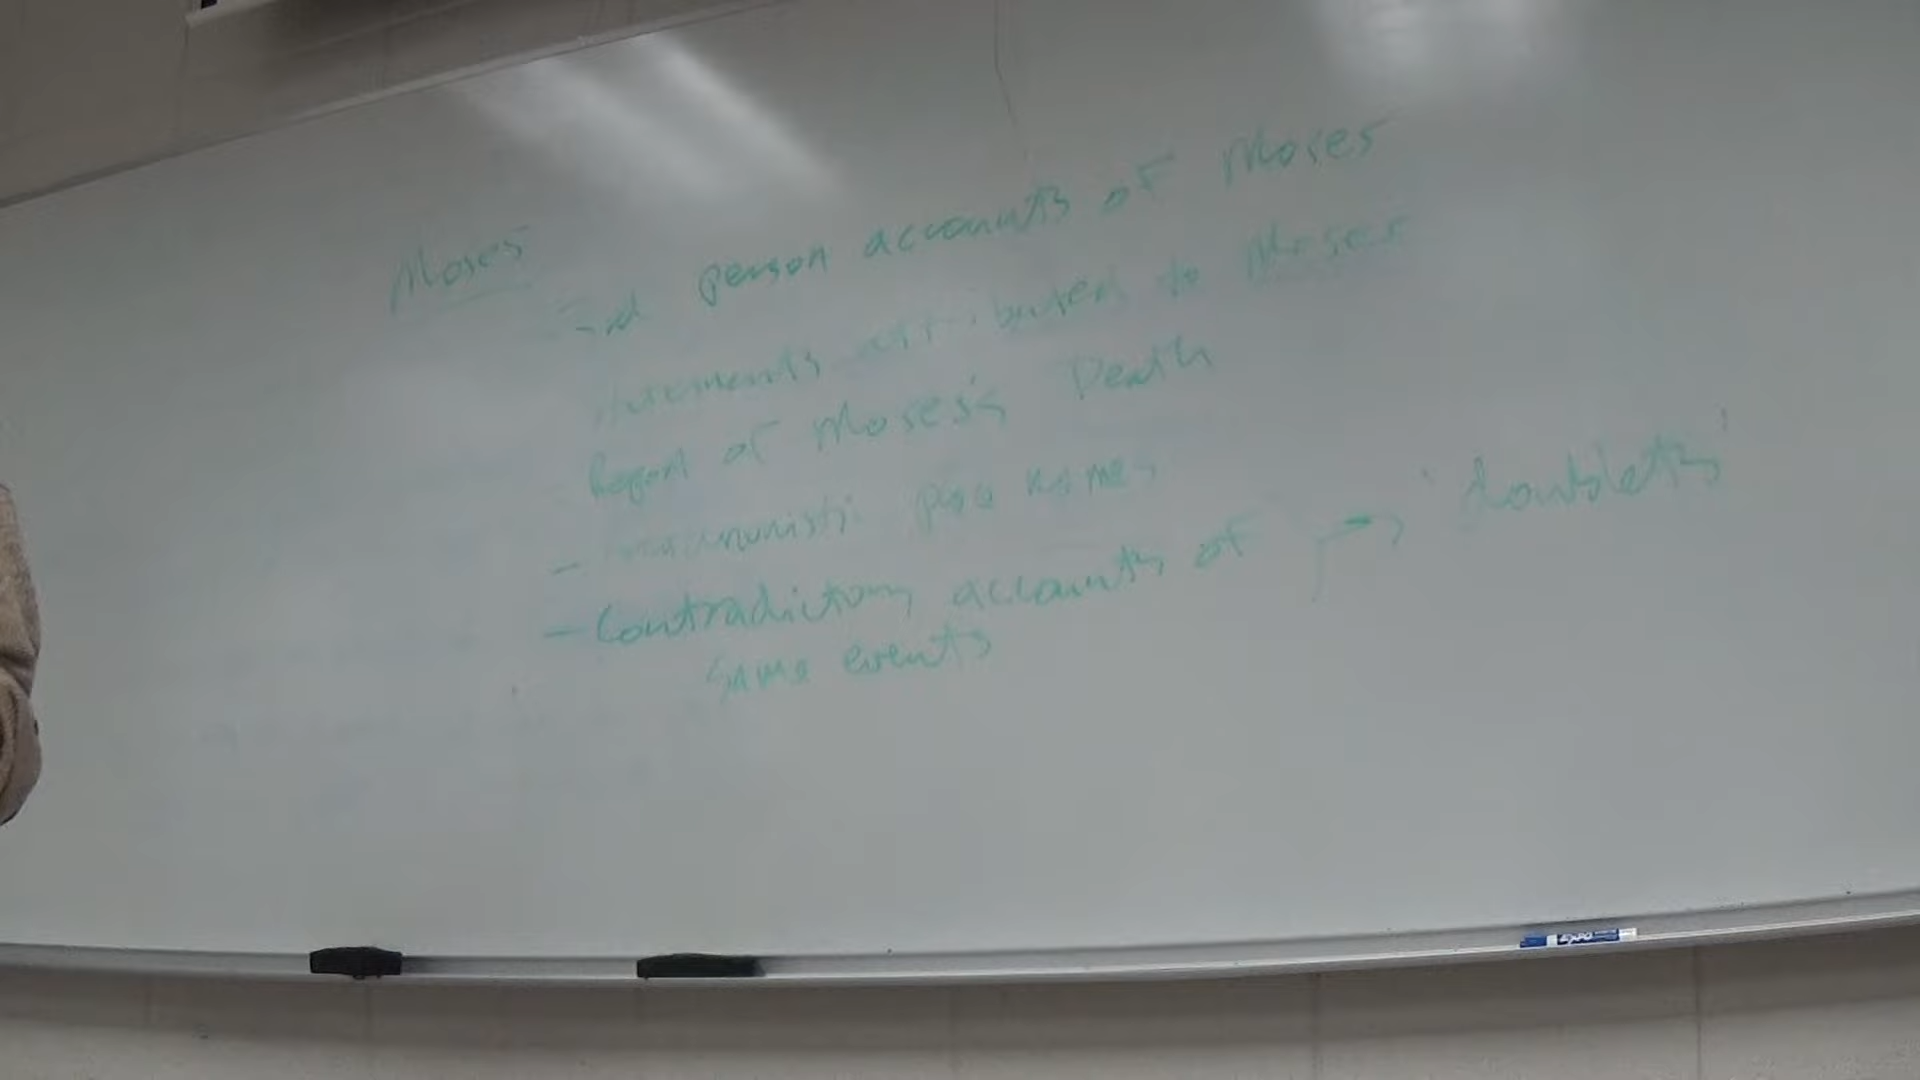 Moses
3rd person accounts of Moses
statements attributed to Moses
Report of Moses's Death
- place names
- Contradictory accounts of → "doublets"
same events
EXPO